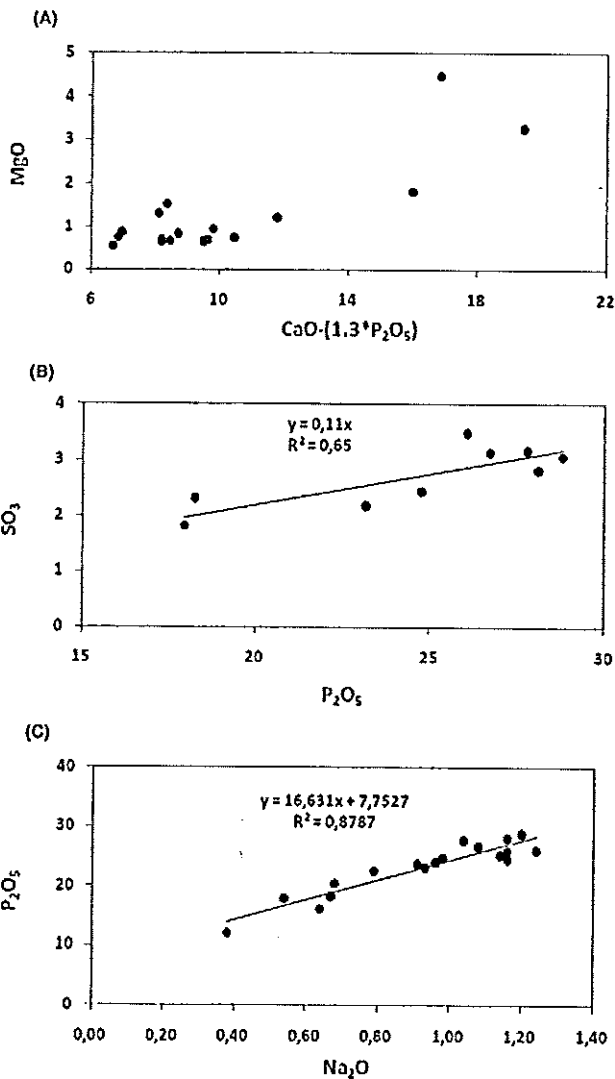 (A)
MgO
5
4
3
2
1
0
6 10 14 18 22
CaO-(1.3*P₂O₅)
(B)
SO₃
4
3
2
1
0
y = 0,11x
R² = 0,65
15 20 25 30
P₂O₅
(C)
P₂O₅
40
30
20
10
0
y = 16,631x + 7,7527
R² = 0,8787
0,00 0,20 0,40 0,60 0,80 1,00 1,20 1,40
Na₂O